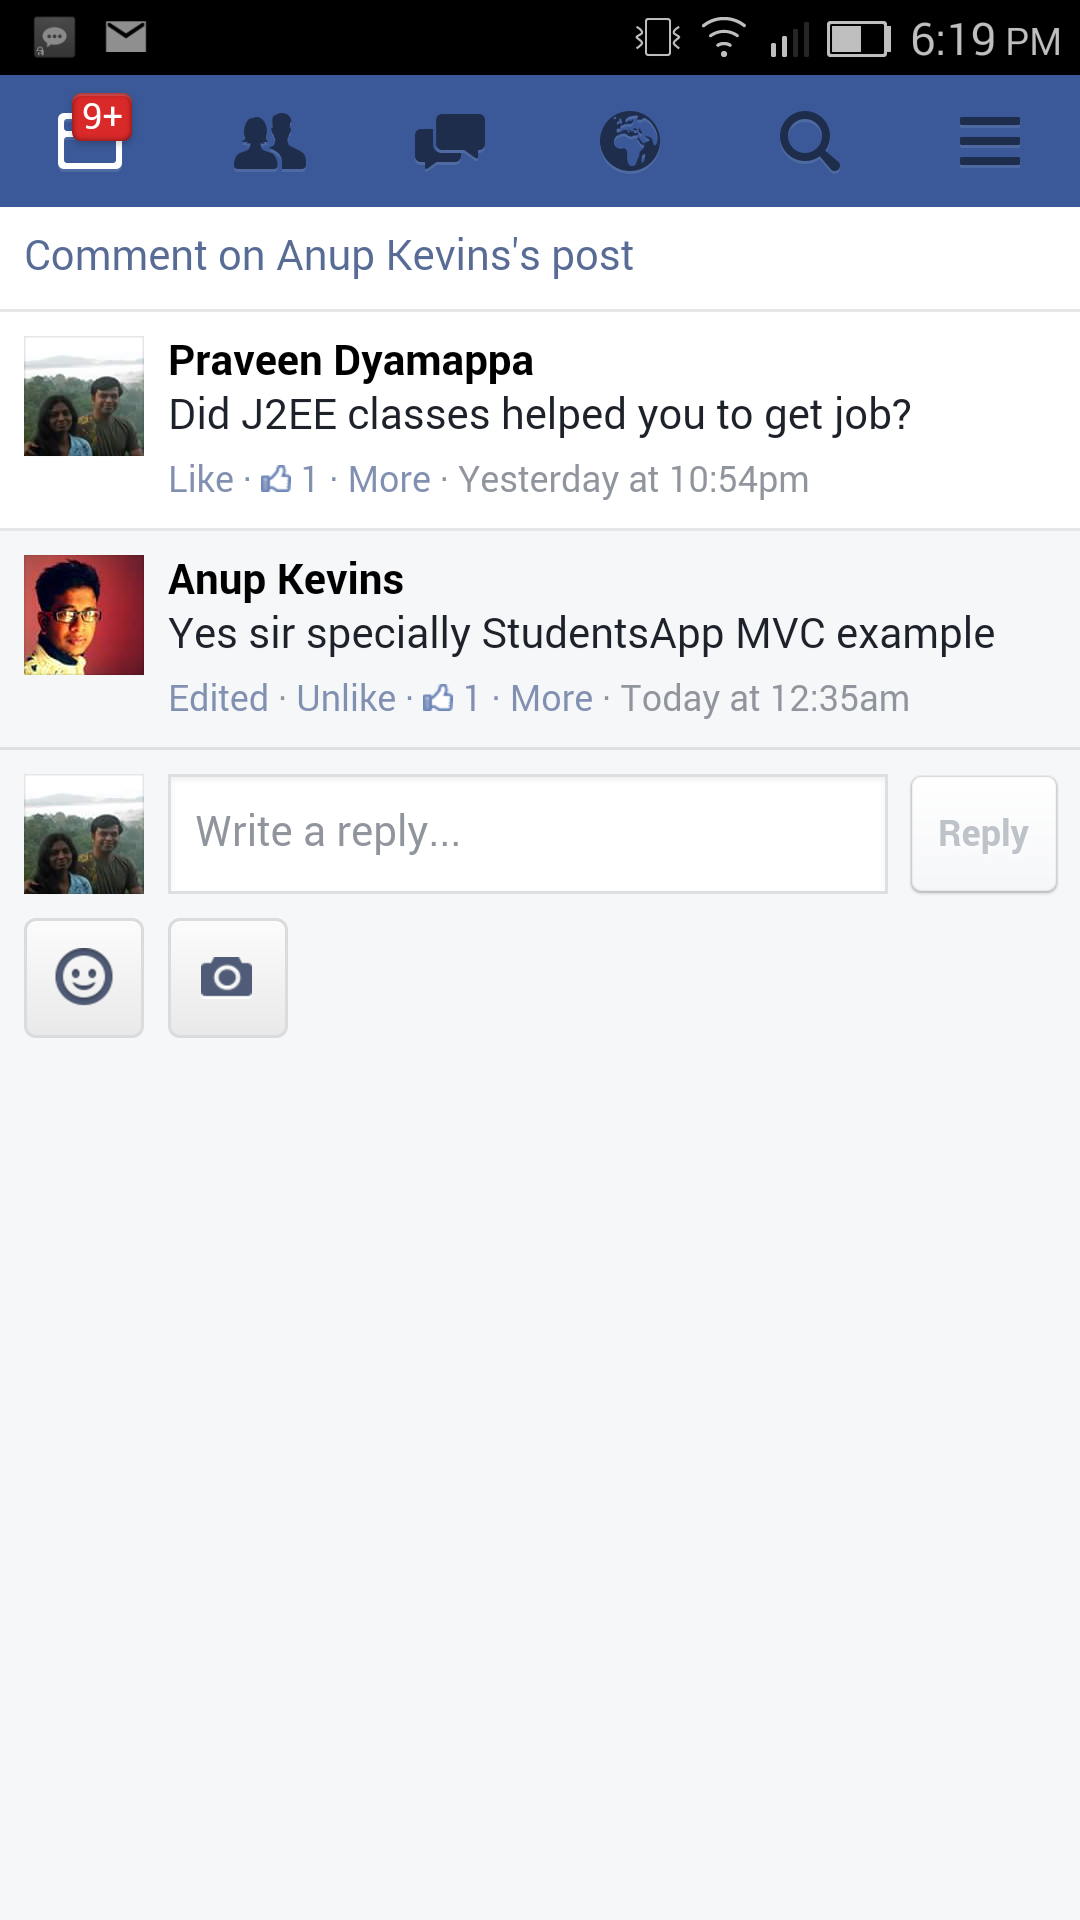 6:19 PM
9+
Comment on Anup Kevins's post
Praveen Dyamappa
Did J2EE classes helped you to get job?
Like · 1 · More · Yesterday at 10:54pm
Anup Kevins
Yes sir specially StudentsApp MVC example
Edited · Unlike · 1 · More · Today at 12:35am
Write a reply...
Reply